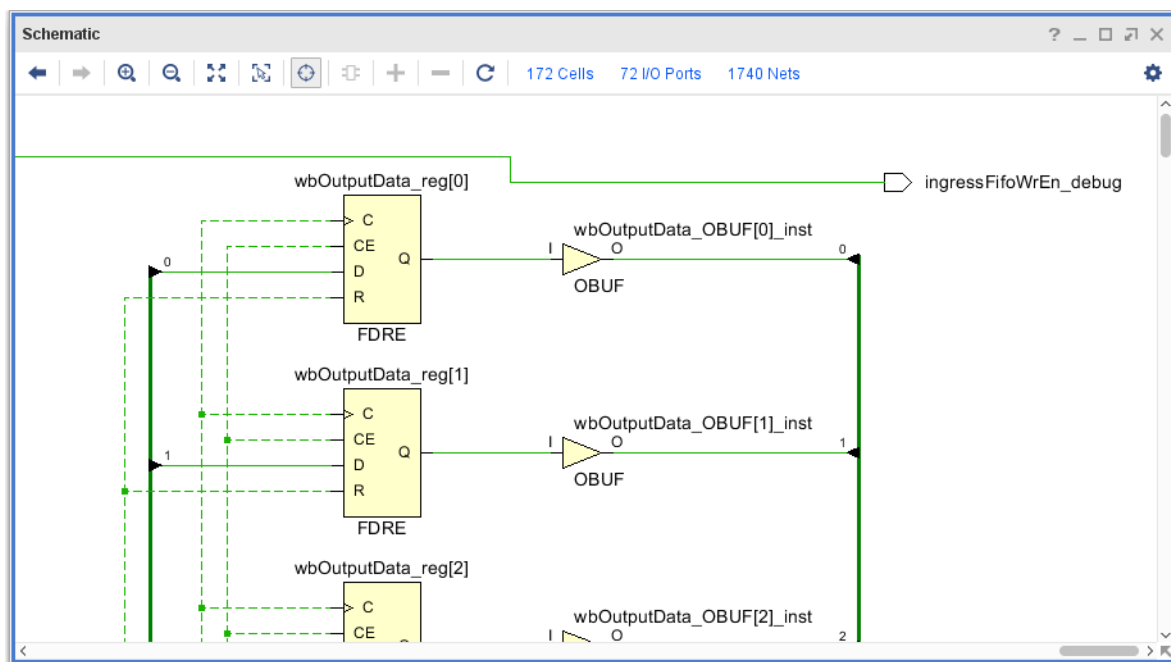 Schematic
172 Cells 72 I/O Ports 1740 Nets
ingressFifoWrEn_debug
wbOutputData_reg[0]
C
CE
D
R
Q
FDRE
0
wbOutputData_OBUF[0]_inst
I O
OBUF
0
wbOutputData_reg[1]
C
CE
D
R
Q
FDRE
1
wbOutputData_OBUF[1]_inst
I O
OBUF
1
wbOutputData_reg[2]
C
CE
wbOutputData_OBUF[2]_inst
I O
2